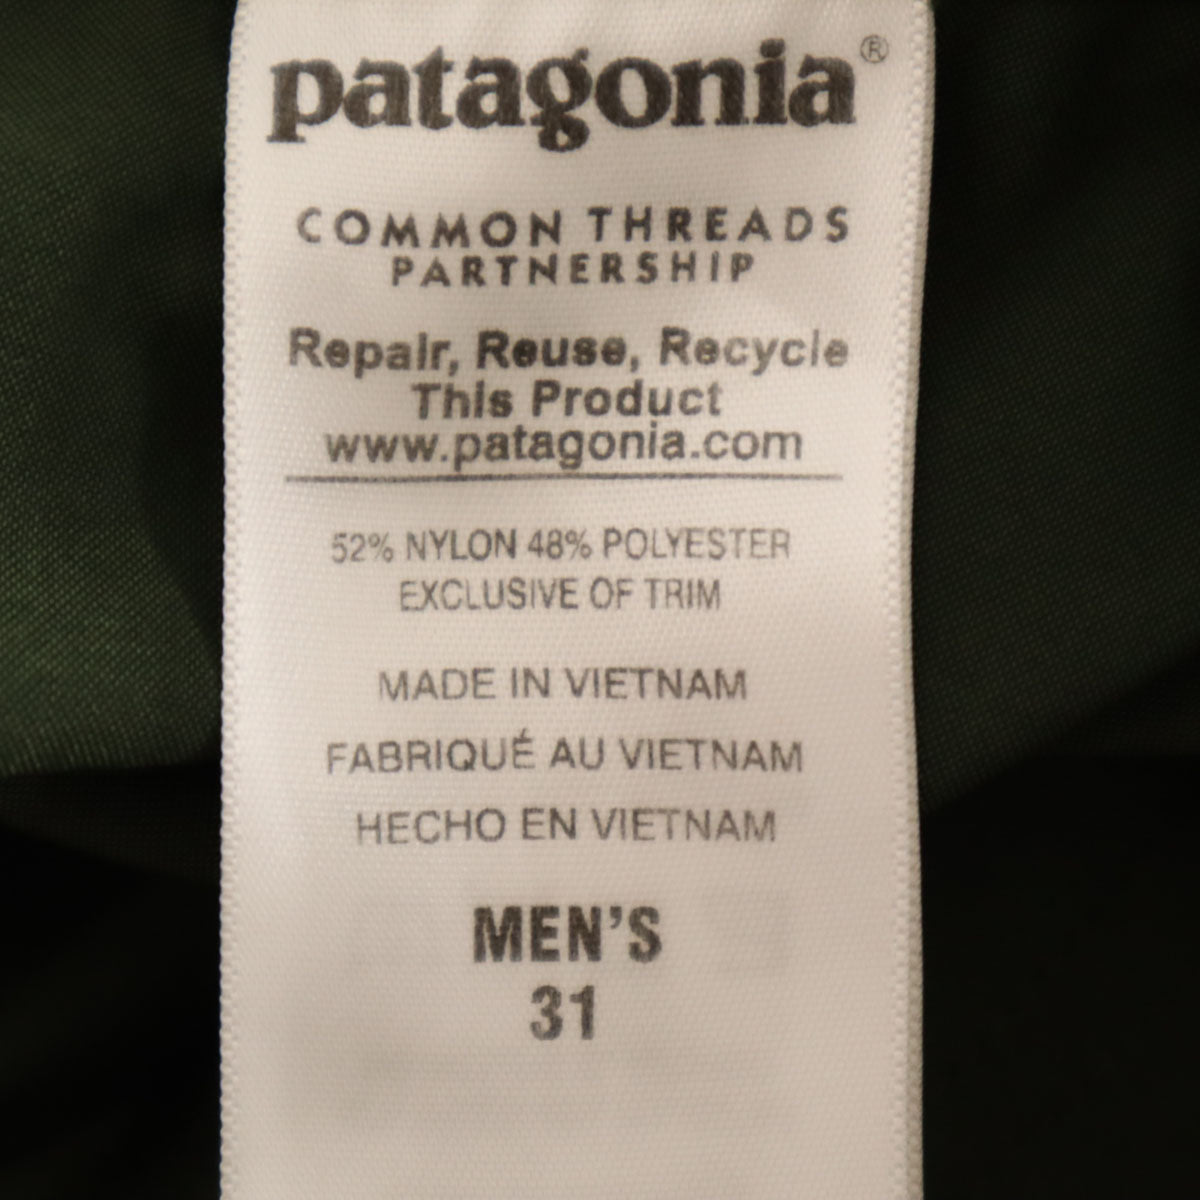 patagonia®
COMMON THREADS
PARTNERSHIP
Repair, Reuse, Recycle
This Product
www.patagonia.com
52% NYLON 48% POLYESTER
EXCLUSIVE OF TRIM
MADE IN VIETNAM
FABRIQUÉ AU VIETNAM
HECHO EN VIETNAM
MEN'S
31